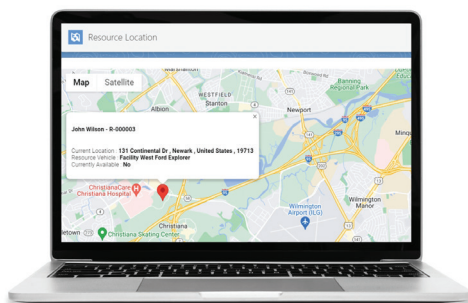 Resource Location
Map Satellite
WESTFIELD
Stanton
Albion
Newport
Banning
Regional Park
John Wilson - R-000003
Current Location : 131 Continental Dr , Newark , United States , 19713
Resource Vehicle : Facility West Ford Explorer
Currently Available : No
ChristianaCare
Christiana Hospital
Christiana
Christiana Skating Center
Wilmington
Airport (ILG)
Wilmington
Manor